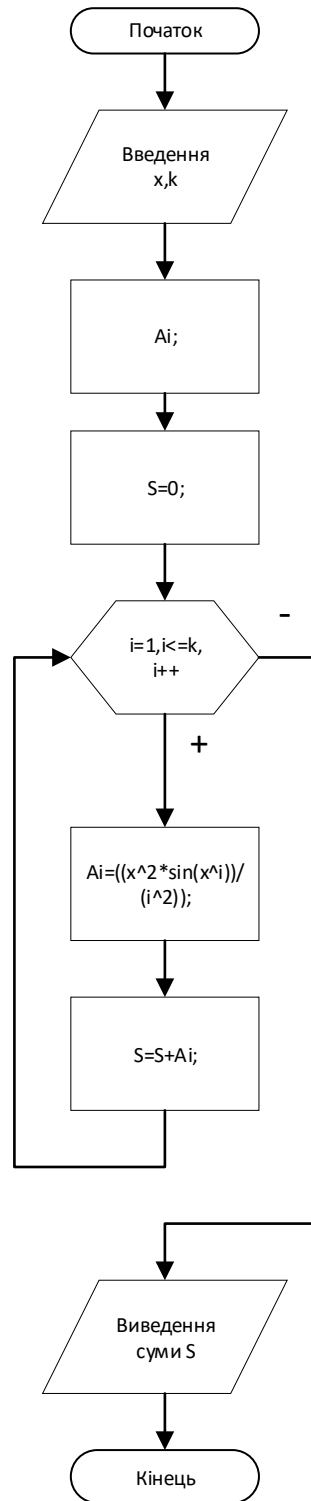 Початок
Введення
x,k
Ai;
S=0;
i=1,i<=k,
i++
-
+
Ai=((x^2*sin(x^i))/
(i^2));
S=S+Ai;
Виведення
суми S
Кінець